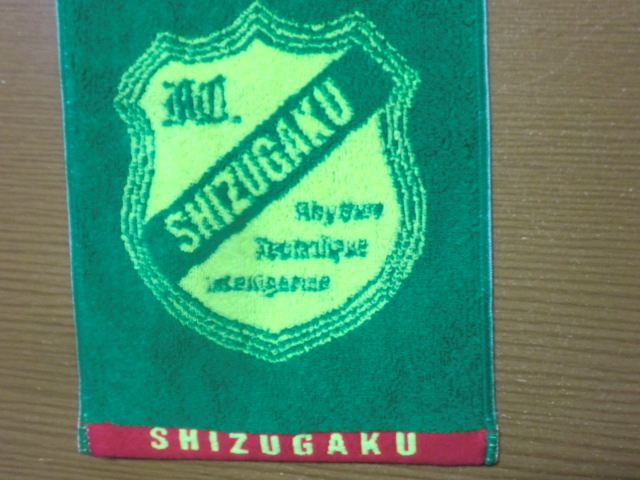 SHIZUGAKU
Rhythm
Technique
Intelligence
SHIZUGAKU